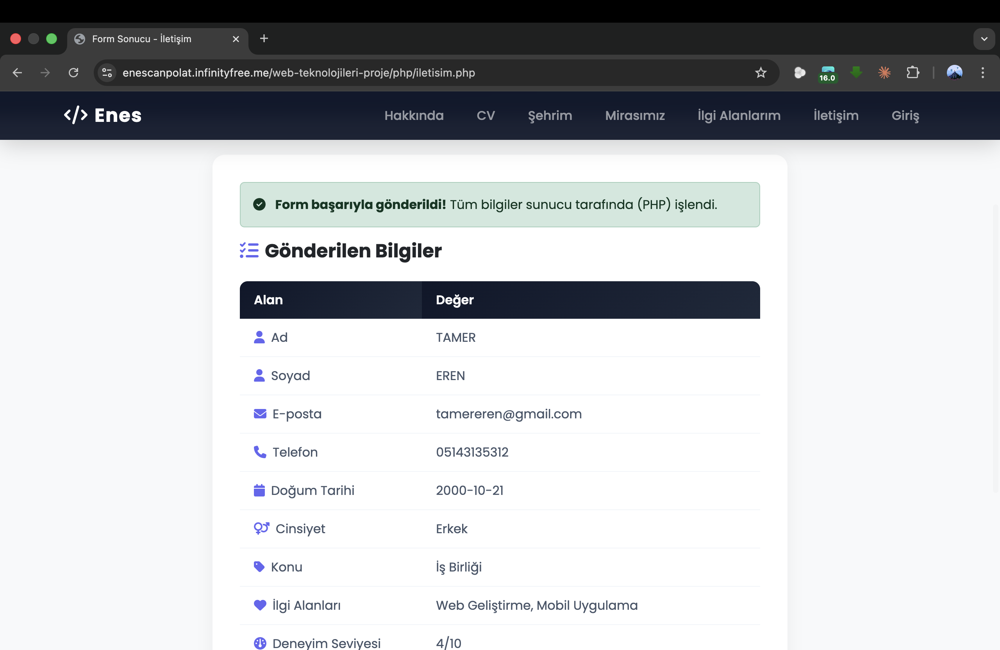 Form Sonucu - İletişim
enescanpolat.infinityfree.me/web-teknolojileri-proje/php/iletisim.php
16.0
</> Enes
Hakkında
CV
Şehrim
Mirasımız
İlgi Alanlarım
İletişim
Giriş
Form başarıyla gönderildi! Tüm bilgiler sunucu tarafında (PHP) işlendi.
Gönderilen Bilgiler
Alan Değer
Ad TAMER
Soyad EREN
E-posta tamereren@gmail.com
Telefon 05143135312
Doğum Tarihi 2000-10-21
Cinsiyet Erkek
Konu İş Birliği
İlgi Alanları Web Geliştirme, Mobil Uygulama
Deneyim Seviyesi 4/10